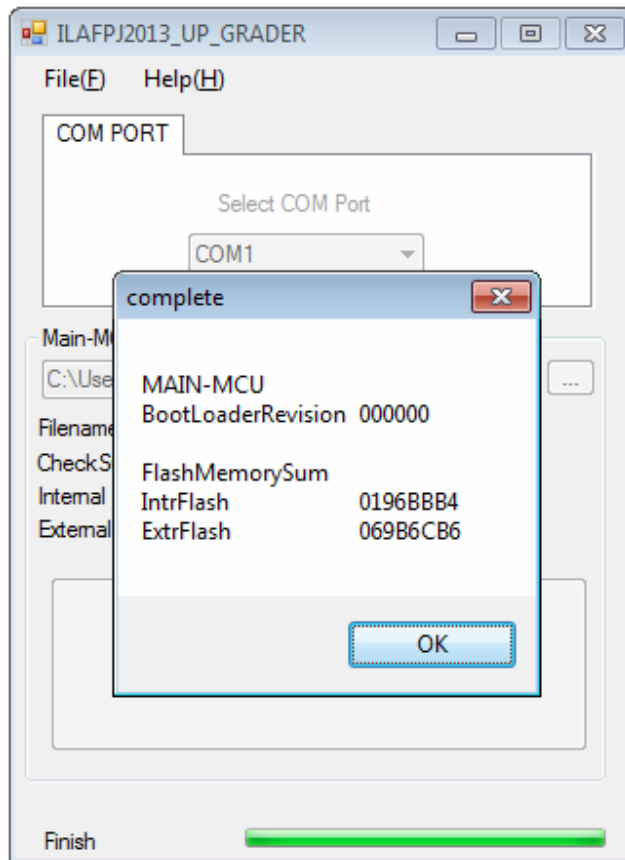 ILAFPJ2013_UP_GRADER
File(F) Help(H)
COM PORT
Select COM Port
COM1
complete
C:\Use
...
MAIN-MCU
BootLoaderRevision 000000
Filename
FlashMemorySum
Internal
IntrFlash 0196BBB4
External
ExtrFlash 069B6CB6
OK
Finish